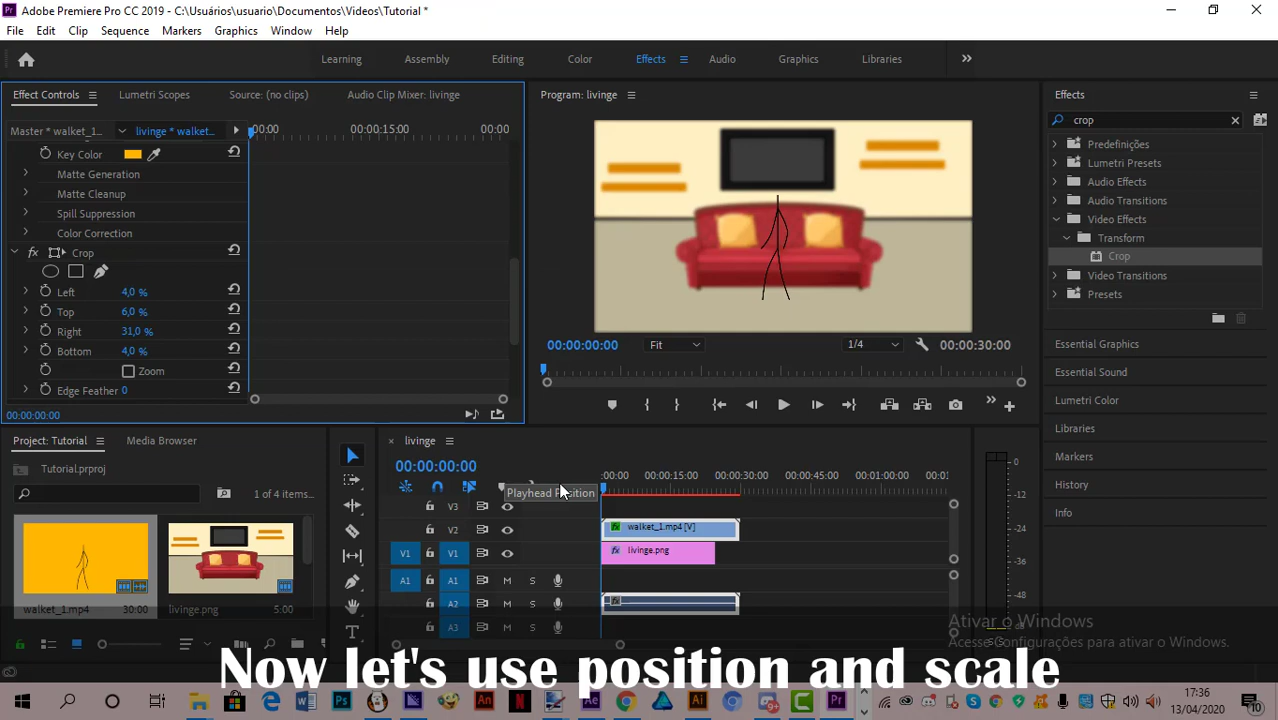 Adobe Premiere Pro CC 2019 - C:\Usuários\usuario\Documentos\Videos\Tutorial *
File Edit Clip Sequence Markers Graphics Window Help
Learning Assembly Editing Color Effects Audio Graphics Libraries
Effect Controls Lumetri Scopes Source: (no clips) Audio Clip Mixer: livinge
Master * walket_1... livinge * walket... :00:00 00:00:15:00 00:00
Key Color
Matte Generation
Matte Cleanup
Spill Suppression
Color Correction
fx Crop
Left 4,0 %
Top 6,0 %
Right 31,0 %
Bottom 4,0 %
Zoom
Edge Feather 0
00:00:00:00
Program: livinge
00:00:00:00 Fit 1/4 00:00:30:00
Effects
crop
Predefinições
Lumetri Presets
Audio Effects
Audio Transitions
Video Effects
Transform
Crop
Video Transitions
Presets
Essential Graphics
Essential Sound
Lumetri Color
Libraries
Markers
History
Info
Project: Tutorial Media Browser
Tutorial.prproj
1 of 4 items...
walket_1.mp4 30:00 livinge.png 5:00
livinge
00:00:00:00
:00:00 00:00:15:00 00:00:30:00 00:00:45:00 00:01:00:00 00:01
Playhead Position
V3
V2 walket_1.mp4 [V]
V1 V1 livinge.png
A1 A1 M S
A2 M S
A3 M S
0
-12
-24
-36
-48
S S
Ativar o Windows
Acesse Configurações para ativar o Windows.
Now let's use position and scale
17:36
13/04/2020